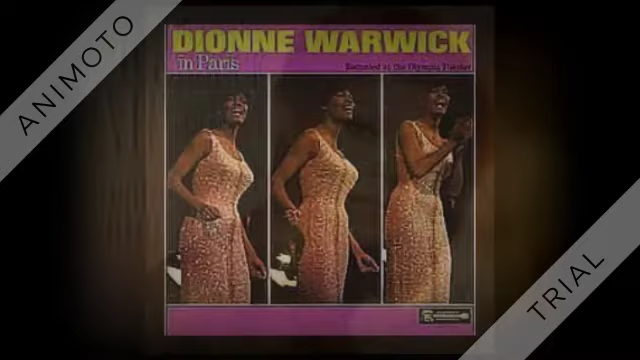 DIONNE WARWICK
in Paris
Recorded at the Olympia Theater
ANIMOTO
TRIAL